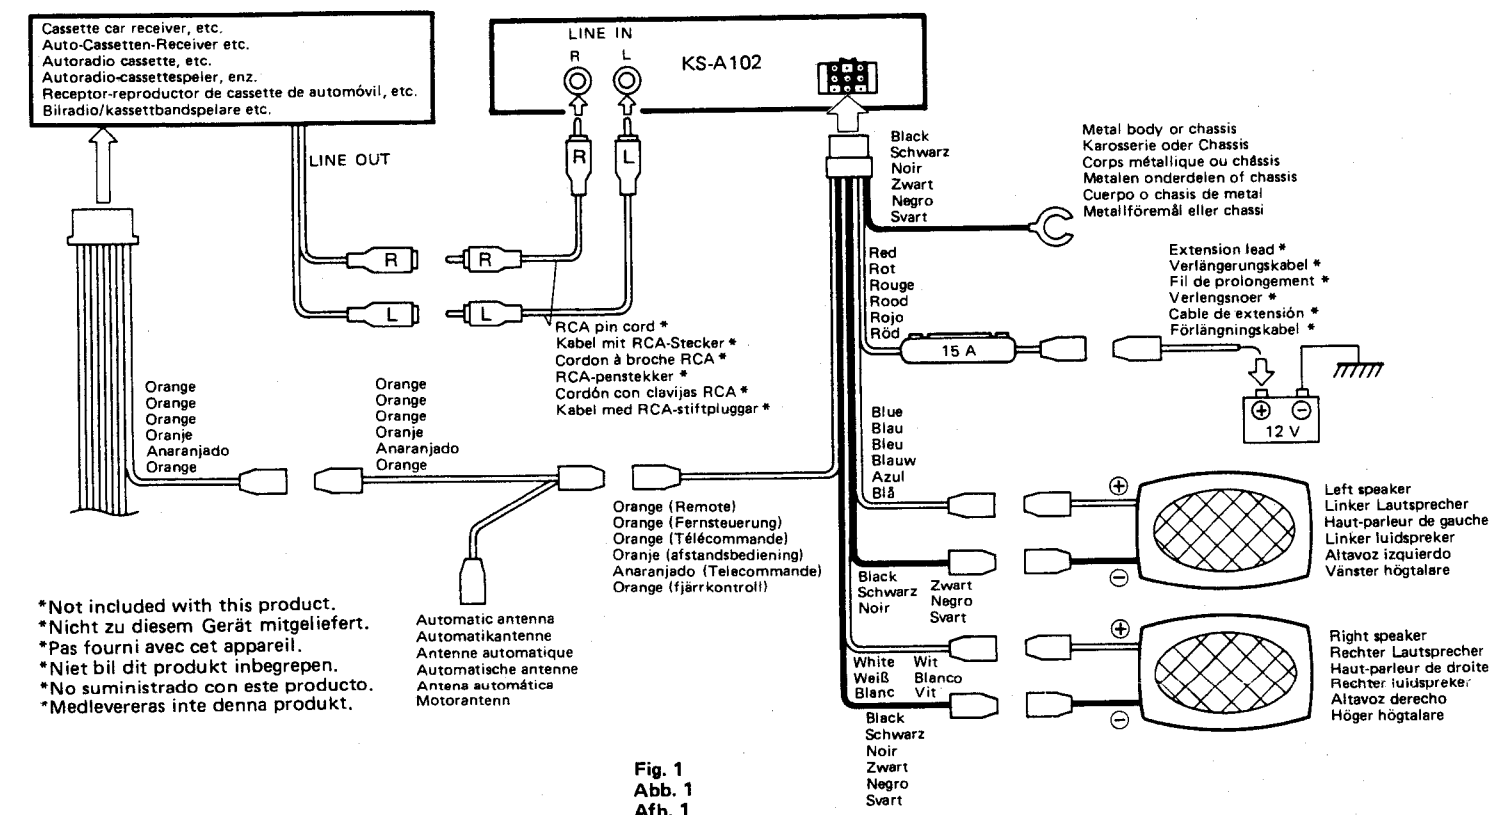 Cassette car receiver, etc.
Auto-Cassetten-Receiver etc.
Autoradio cassette, etc.
Autoradio-cassettespeler, enz.
Receptor-reproductor de cassette de automóvil, etc.
Bilradio/kassettbandspelare etc.
LINE IN
R L
KS-A102
LINE OUT
R L
Black
Schwarz
Noir
Zwart
Negro
Svart
Metal body or chassis
Karosserie oder Chassis
Corps métallique ou châssis
Metalen onderdelen of chassis
Cuerpo o chasis de metal
Metallföremål eller chassi
R R
L L
Red
Rot
Rouge
Rood
Rojo
Röd
15 A
Extension lead *
Verlängerungskabel *
Fil de prolongement *
Verlengsnoer *
Cable de extensión *
Förlängningskabel *
⊕ ⊖
12 V
RCA pin cord *
Kabel mit RCA-Stecker *
Cordon à broche RCA *
RCA-penstekker *
Cordón con clavijas RCA *
Kabel med RCA-stiftpluggar *
Orange
Orange
Orange
Oranje
Anaranjado
Orange
Orange
Orange
Orange
Oranje
Anaranjado
Orange
Orange (Remote)
Orange (Fernsteuerung)
Orange (Télécommande)
Oranje (afstandsbediening)
Anaranjado (Telecommande)
Orange (fjärrkontroll)
Blue
Blau
Bleu
Blauw
Azul
Blå
⊕
⊖
Left speaker
Linker Lautsprecher
Haut-parleur de gauche
Linker luidspreker
Altavoz izquierdo
Vänster högtalare
Black
Schwarz
Noir
Zwart
Negro
Svart
⊕
⊖
White Wit
Weiß Blanco
Blanc Vit
Right speaker
Rechter Lautsprecher
Haut-parleur de droite
Rechter luidspreker
Altavoz derecho
Höger högtalare
Black
Schwarz
Noir
Zwart
Negro
Svart
Automatic antenna
Automatikantenne
Antenne automatique
Automatische antenne
Antena automática
Motorantenn
*Not included with this product.
*Nicht zu diesem Gerät mitgeliefert.
*Pas fourni avec cet appareil.
*Niet bil dit produkt inbegrepen.
*No suministrado con este producto.
*Medlevereras inte denna produkt.
Fig. 1
Abb. 1
Afb. 1